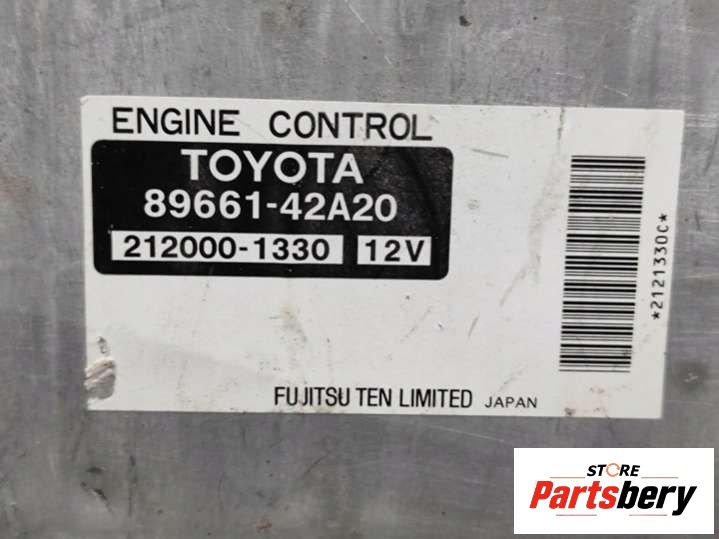 ENGINE CONTROL
TOYOTA
89661-42A20
212000-1330 12V
*2121330C*
FUJITSU TEN LIMITED JAPAN
STORE
Partsbery